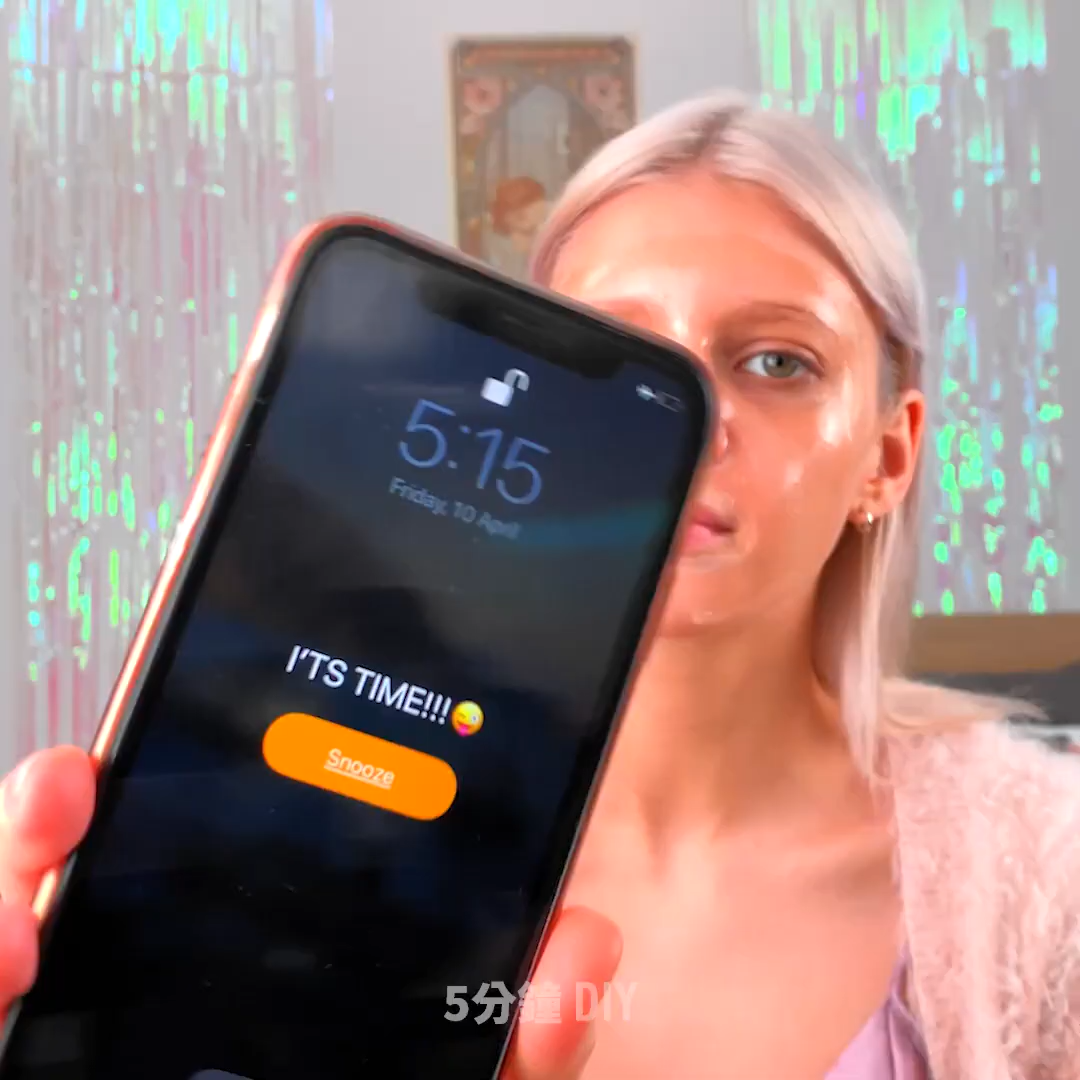 5:15
Friday, 10 April
I'TS TIME!!!😜
Snooze
5分鐘 DIY